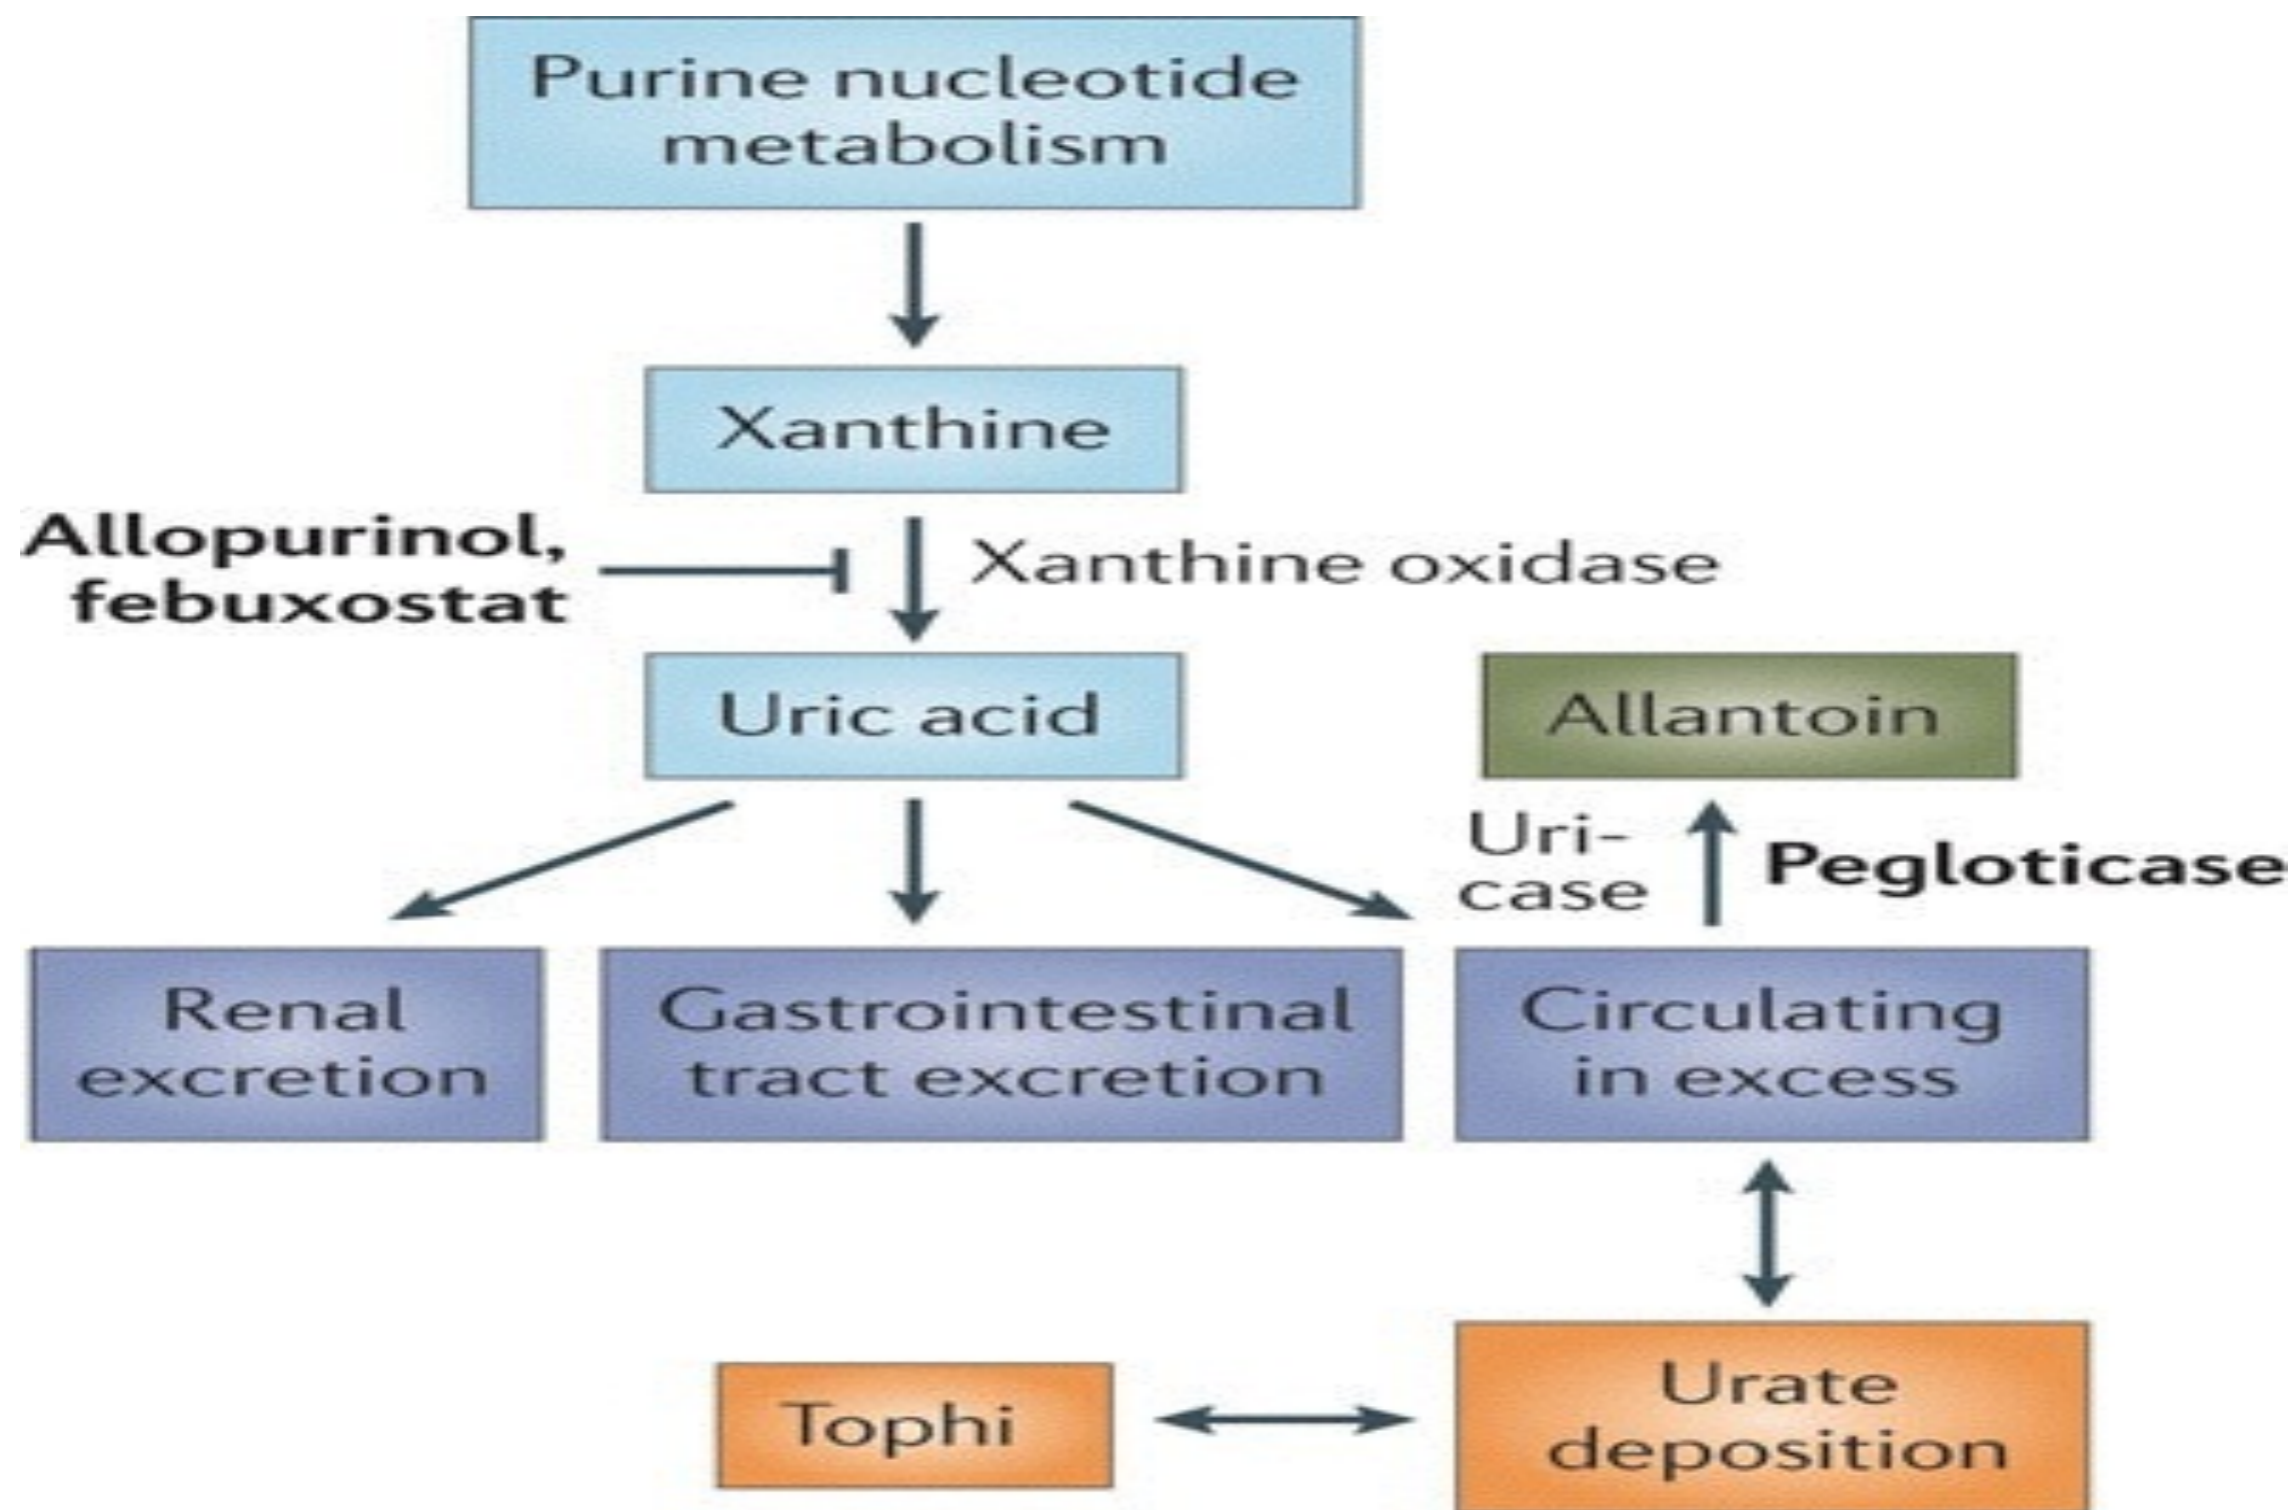 Purine nucleotide
metabolism
Xanthine
Allopurinol,
febuxostat
Xanthine oxidase
Uric acid
Allantoin
Uri-
case
Pegloticase
Renal
excretion
Gastrointestinal
tract excretion
Circulating
in excess
Tophi
Urate
deposition